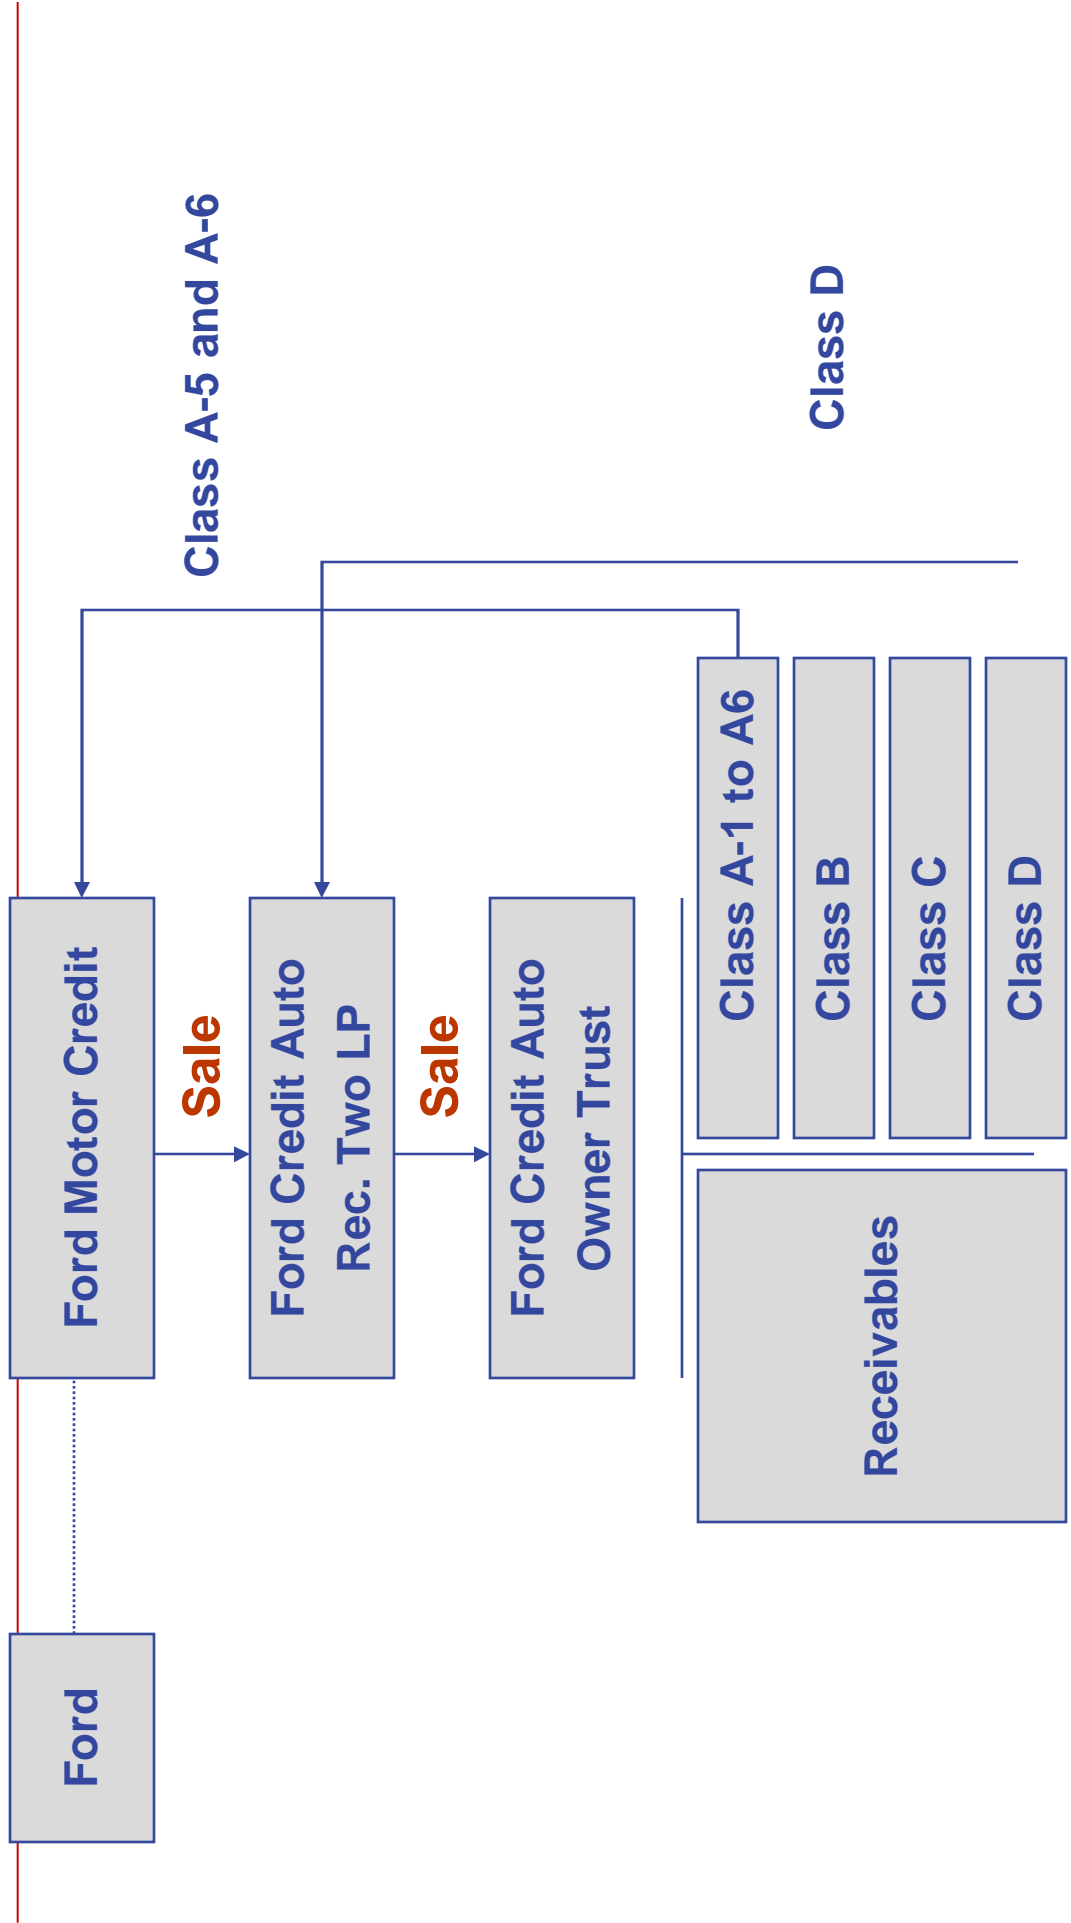 Ford
Ford Motor Credit
Class A-5 and A-6
Sale
Ford Credit Auto
Rec. Two LP
Sale
Ford Credit Auto
Owner Trust
Receivables
Class A-1 to A6
Class B
Class D
Class C
Class D